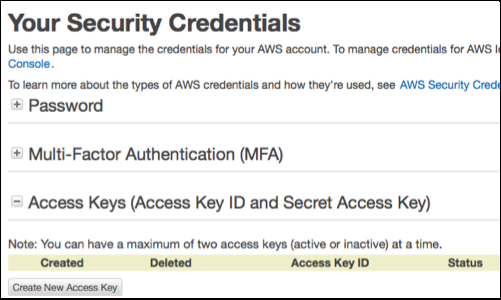 Your Security Credentials
Use this page to manage the credentials for your AWS account. To manage credentials for AWS
Console .
To learn more about the types of AWS credentials and how they're used, see AWS Security
Password
Multi-Factor Authentication (MFA)
Access Keys (Access Key ID and Secret Access Key)
Note: You can have a maximum of two access keys (active or inactive) at a time.
Created Deleted Access Key ID Status
Create New Access Key